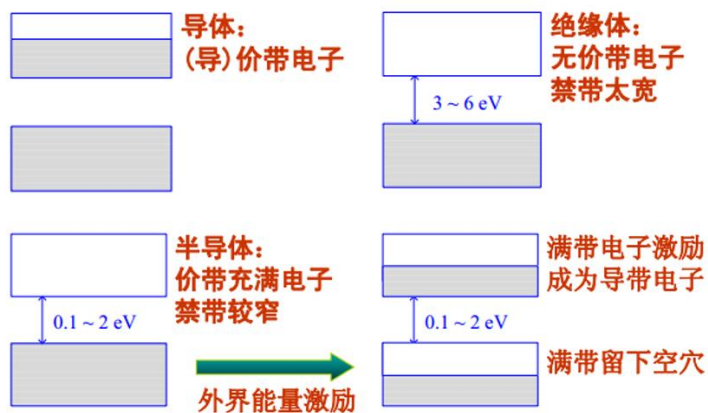 导体：
(导)价带电子
绝缘体：
无价带电子
禁带太宽
3 ~ 6 eV
半导体：
价带充满电子
禁带较窄
0.1 ~ 2 eV
外界能量激励
满带电子激励
成为导带电子
0.1 ~ 2 eV
满带留下空穴